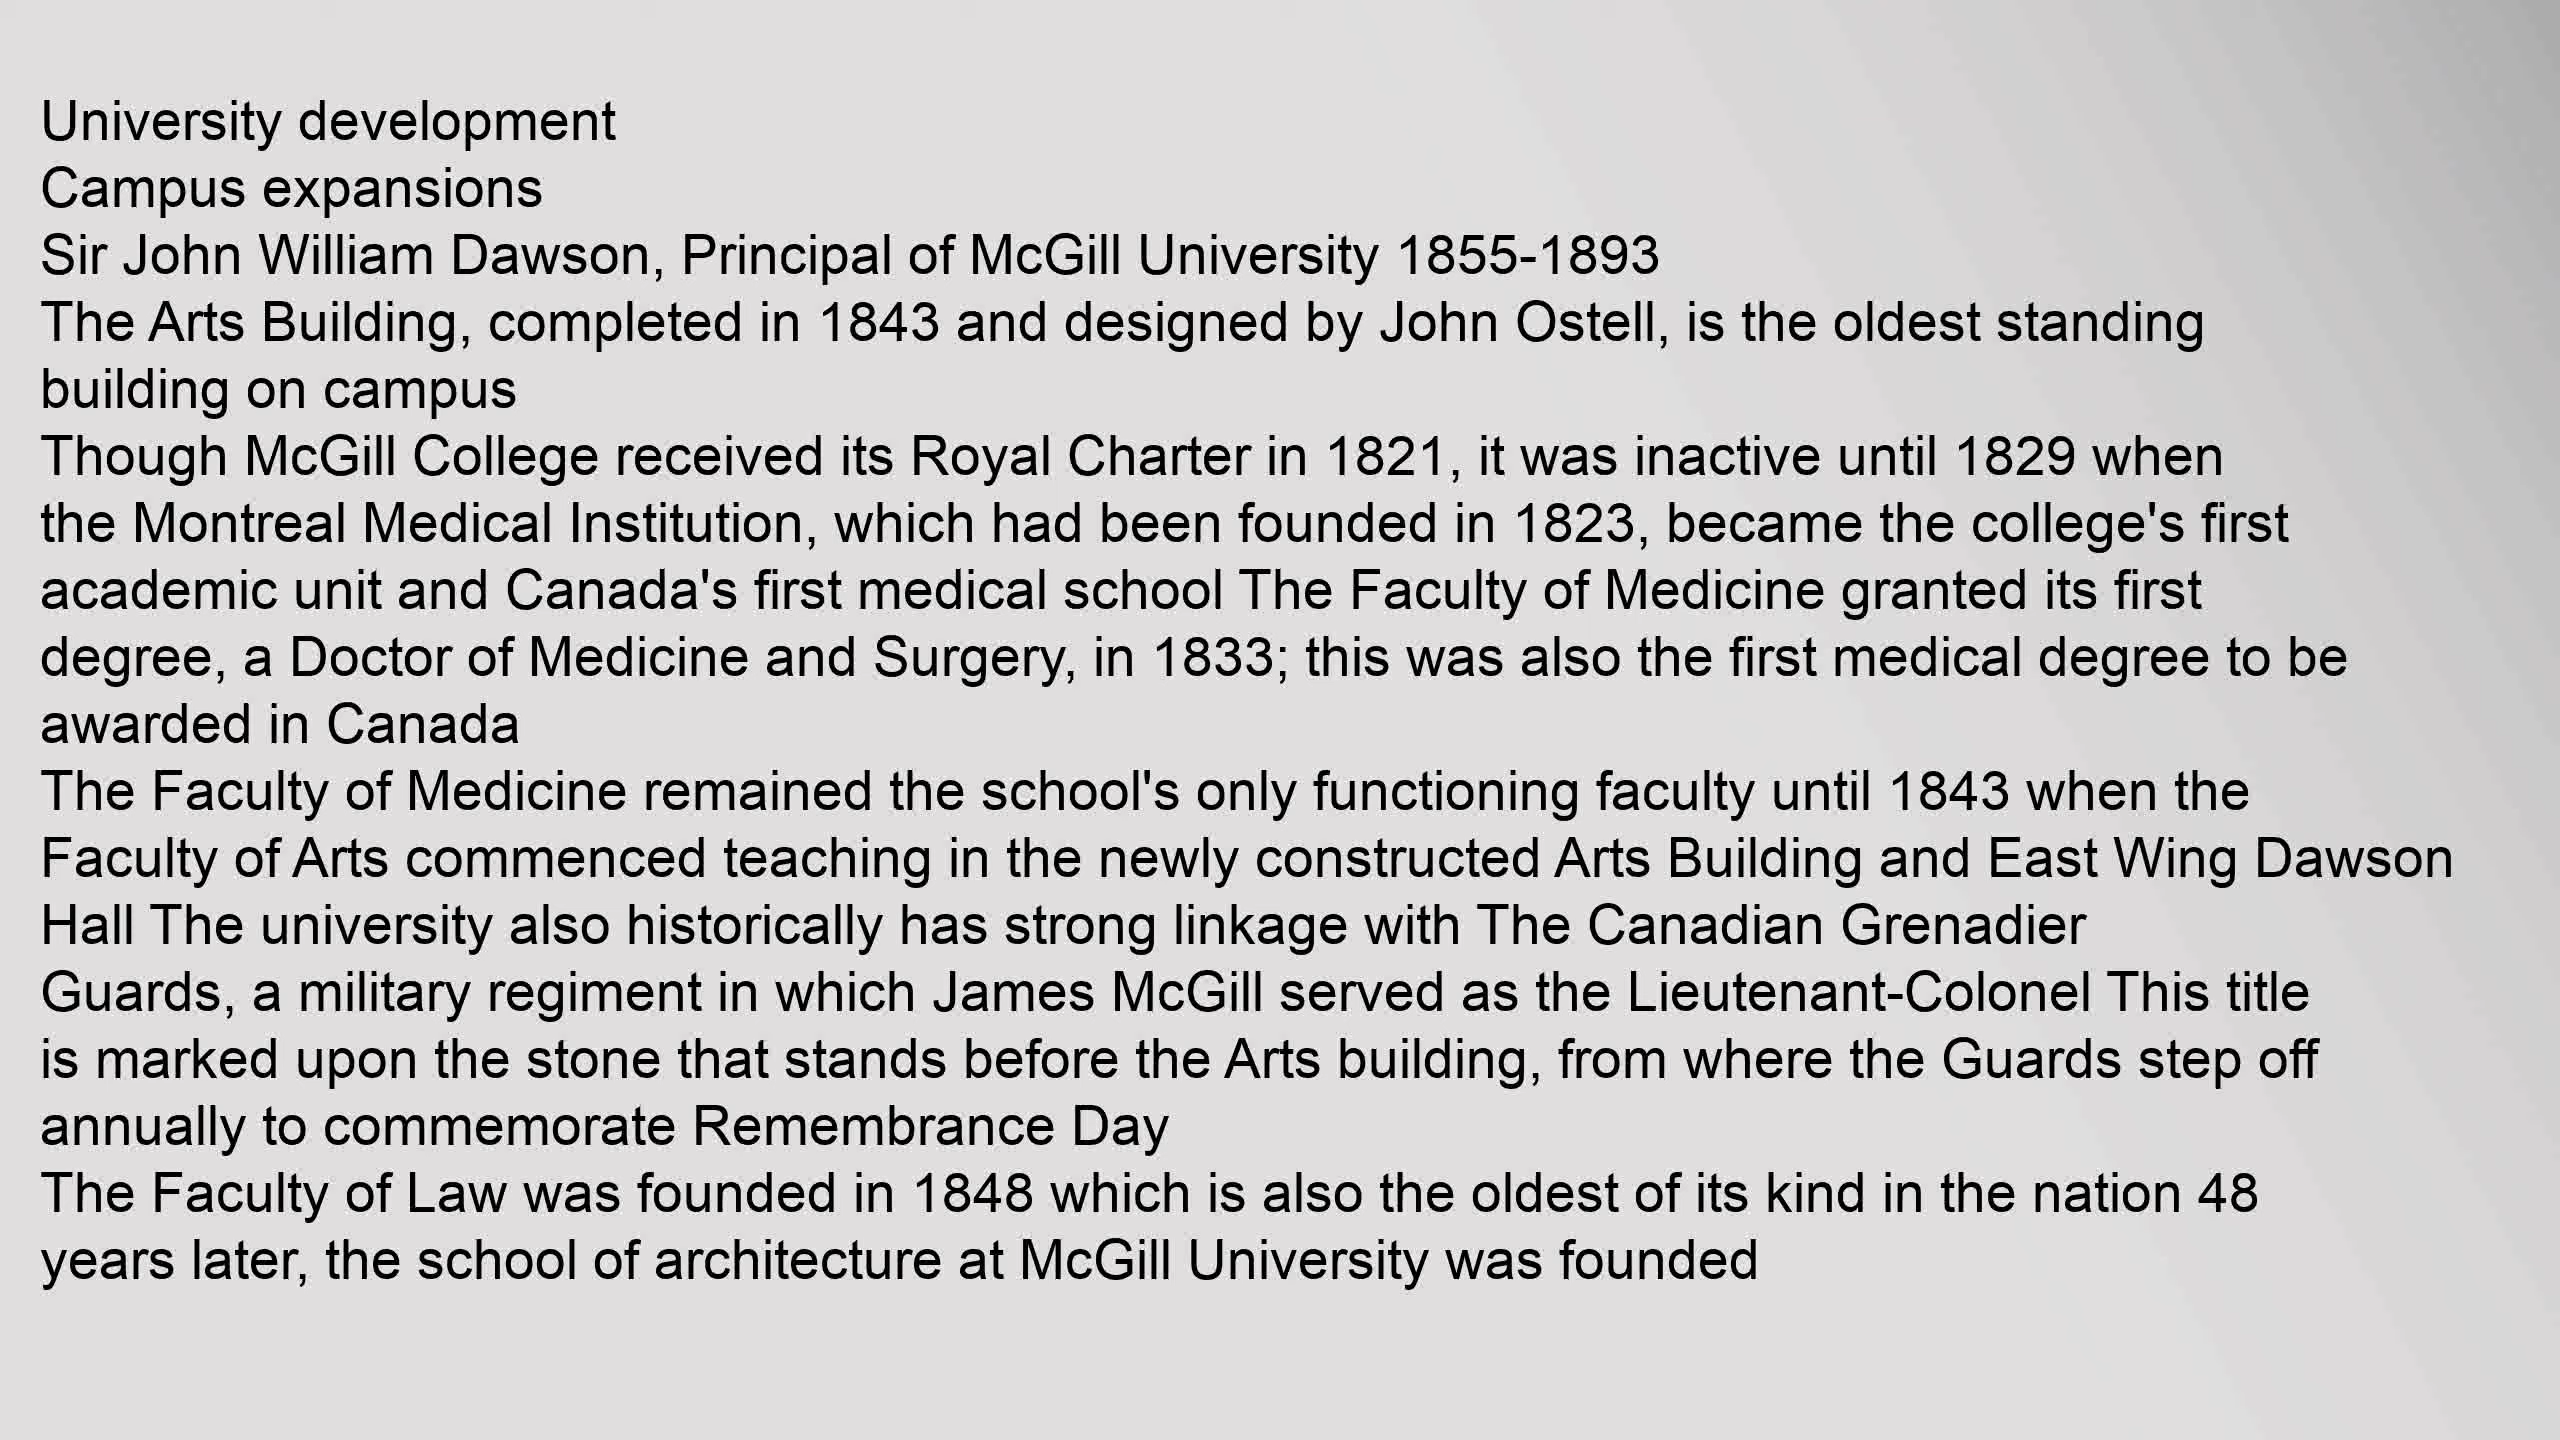 University development
Campus expansions
Sir John William Dawson, Principal of McGill University 1855-1893
The Arts Building, completed in 1843 and designed by John Ostell, is the oldest standing
building on campus
Though McGill College received its Royal Charter in 1821, it was inactive until 1829 when
the Montreal Medical Institution, which had been founded in 1823, became the college's first
academic unit and Canada's first medical school The Faculty of Medicine granted its first
degree, a Doctor of Medicine and Surgery, in 1833; this was also the first medical degree to be
awarded in Canada
The Faculty of Medicine remained the school's only functioning faculty until 1843 when the
Faculty of Arts commenced teaching in the newly constructed Arts Building and East Wing Dawson
Hall The university also historically has strong linkage with The Canadian Grenadier
Guards, a military regiment in which James McGill served as the Lieutenant-Colonel This title
is marked upon the stone that stands before the Arts building, from where the Guards step off
annually to commemorate Remembrance Day
The Faculty of Law was founded in 1848 which is also the oldest of its kind in the nation 48
years later, the school of architecture at McGill University was founded